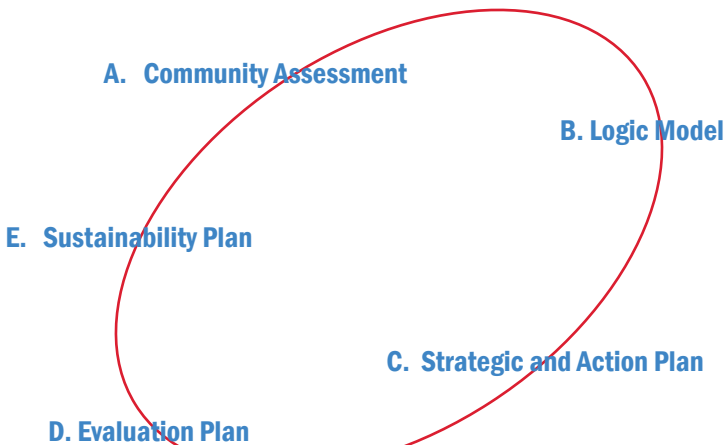 A. Community Assessment
B. Logic Model
E. Sustainability Plan
C. Strategic and Action Plan
D. Evaluation Plan